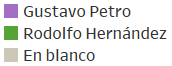 Gustavo Petro
Rodolfo Hernández
En blanco